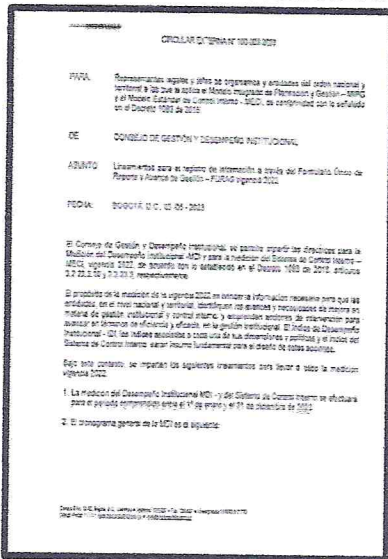 CIRCULAR EXTERNA N°
PARA: Representantes legales y jefes de organismos y entidades del orden nacional y
territorial a los que se aplica el Modelo Integrado de Planeación y Gestión – MIPG
y el Modelo Estándar de Control Interno - MECI, de conformidad con lo señalado
en el Decreto 1083 de 2015
DE CONSEJO DE GESTIÓN Y DESEMPEÑO INSTITUCIONAL
ASUNTO: Lineamientos para el registro de información a través del Formulario Único de
Reporte y Avance de Gestión – FURAG vigencia 2022
FECHA: BOGOTÁ D.C., 2023
El Consejo de Gestión y Desempeño Institucional, se permite impartir las directrices para la
Medición del Desempeño Institucional -MDI y para la medición del Sistema de Control Interno –
MECI, vigencia 2022, de acuerdo con lo establecido en el Decreto 1083 de 2015, artículos
respectivamente.
El propósito de la medición de la vigencia 2022 es obtener la información necesaria para que las
entidades, en el nivel nacional y territorial, identifiquen los avances y necesidades de mejora en
materia de gestión institucional y control interno y emprendan acciones de intervención para
avanzar en términos de eficiencia y eficacia, en la gestión institucional. El Índice de Desempeño
Institucional - IDI, los índices asociados a cada una de sus dimensiones y políticas y el índice del
Sistema de Control Interno, serán insumo fundamental para el diseño de estas acciones.
Bajo este contexto, se imparten los siguientes lineamientos para llevar a cabo la medición
vigencia 2022:
1. La medición del Desempeño Institucional MDI - y del Sistema de Control Interno se efectuará
para el periodo comprendido entre el 1° de enero y el 31 de diciembre de 2022.
2. El cronograma general de la MDI es el siguiente: